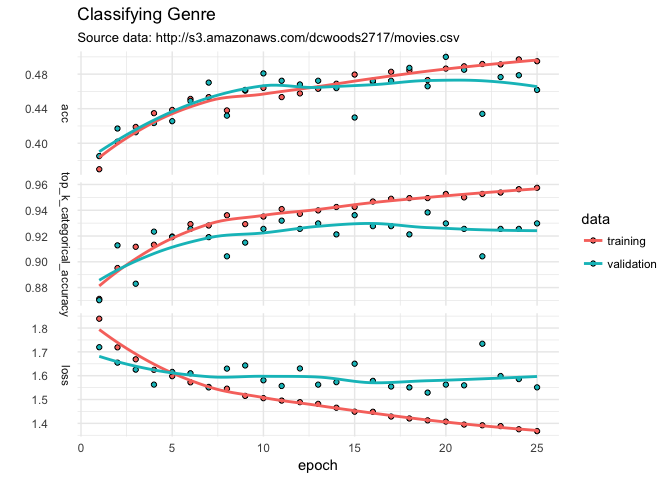 Classifying Genre
Source data: http://s3.amazonaws.com/dcwoods2717/movies.csv
0.48
0.44
0.40
acc
0.96
0.94
0.92
0.90
0.88
top_k_categorical_accuracy
1.8
1.7
1.6
1.5
1.4
loss
0 5 10 15 20 25
epoch
data
training
validation